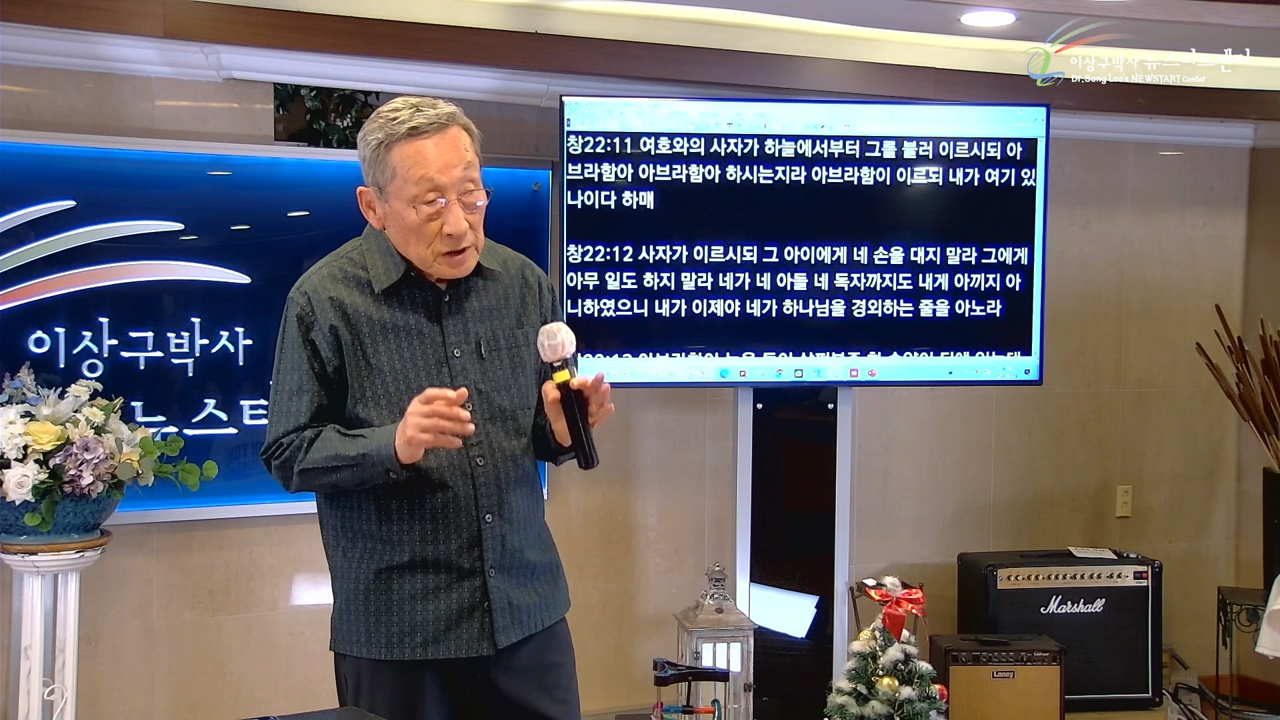 이상구박사 뉴스타트 센터
Dr. Sang Lee's NEWSTART Center
창22:11 여호와의 사자가 하늘에서부터 그를 불러 이르시되 아
브라함아 아브라함아 하시는지라 아브라함이 이르되 내가 여기 있
나이다 하매
창22:12 사자가 이르시되 그 아이에게 네 손을 대지 말라 그에게
아무 일도 하지 말라 네가 네 아들 네 독자까지도 내게 아끼지 아
니하였으니 내가 이제야 네가 하나님을 경외하는 줄을 아노라
이상구박사
뉴스타
Marshall
Laney